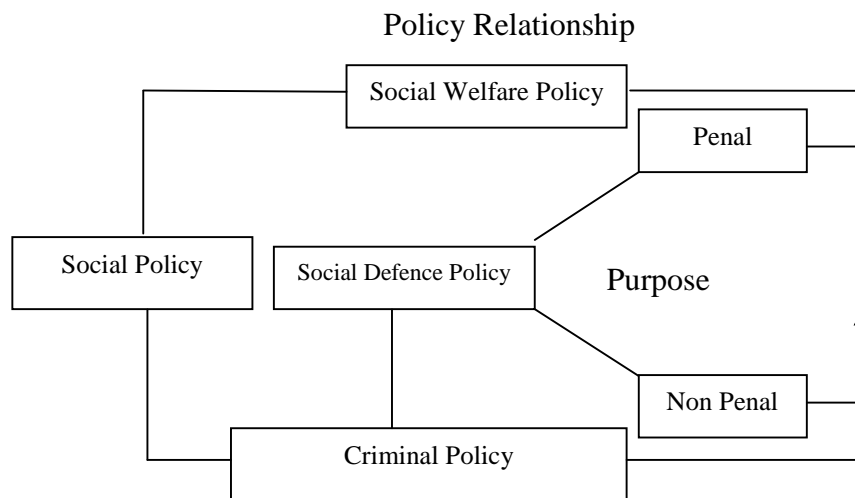 Policy Relationship
Social Welfare Policy
Penal
Social Policy
Social Defence Policy
Purpose
Non Penal
Criminal Policy